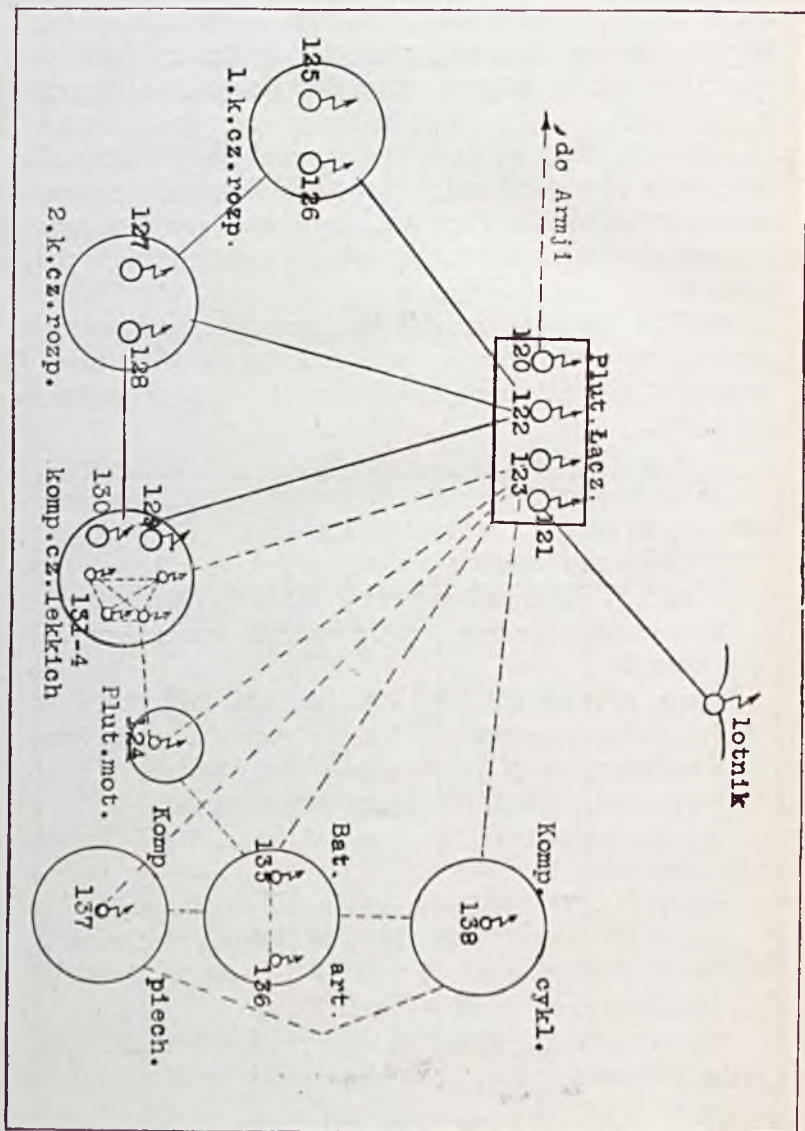 lotnik
Plut.Łącz.
do Armji
120
122
123
121
Komp. cykl.
138
125
126
1.k.cz.rozp.
Bat. art.
135
136
127
128
2.k.cz.rozp.
129
130
131-4
komp.cz.lekkich
124
Plut.mot.
Komp piech.
137